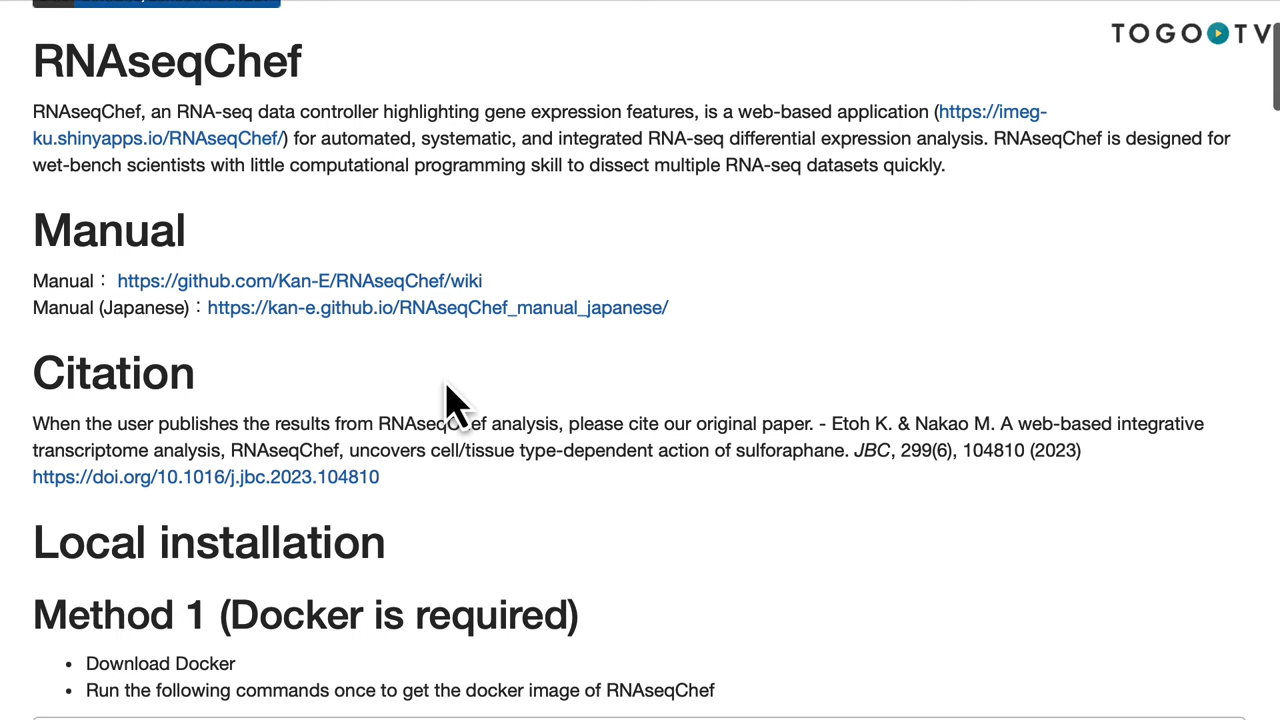 TOGO TV
RNAseqChef
RNAseqChef, an RNA-seq data controller highlighting gene expression features, is a web-based application (https://imeg-
ku.shinyapps.io/RNAseqChef/) for automated, systematic, and integrated RNA-seq differential expression analysis. RNAseqChef is designed for
wet-bench scientists with little computational programming skill to dissect multiple RNA-seq datasets quickly.
Manual
Manual： https://github.com/Kan-E/RNAseqChef/wiki
Manual (Japanese)：https://kan-e.github.io/RNAseqChef_manual_japanese/
Citation
When the user publishes the results from RNAseqChef analysis, please cite our original paper. - Etoh K. & Nakao M. A web-based integrative
transcriptome analysis, RNAseqChef, uncovers cell/tissue type-dependent action of sulforaphane. JBC, 299(6), 104810 (2023)
https://doi.org/10.1016/j.jbc.2023.104810
Local installation
Method 1 (Docker is required)
• Download Docker
• Run the following commands once to get the docker image of RNAseqChef